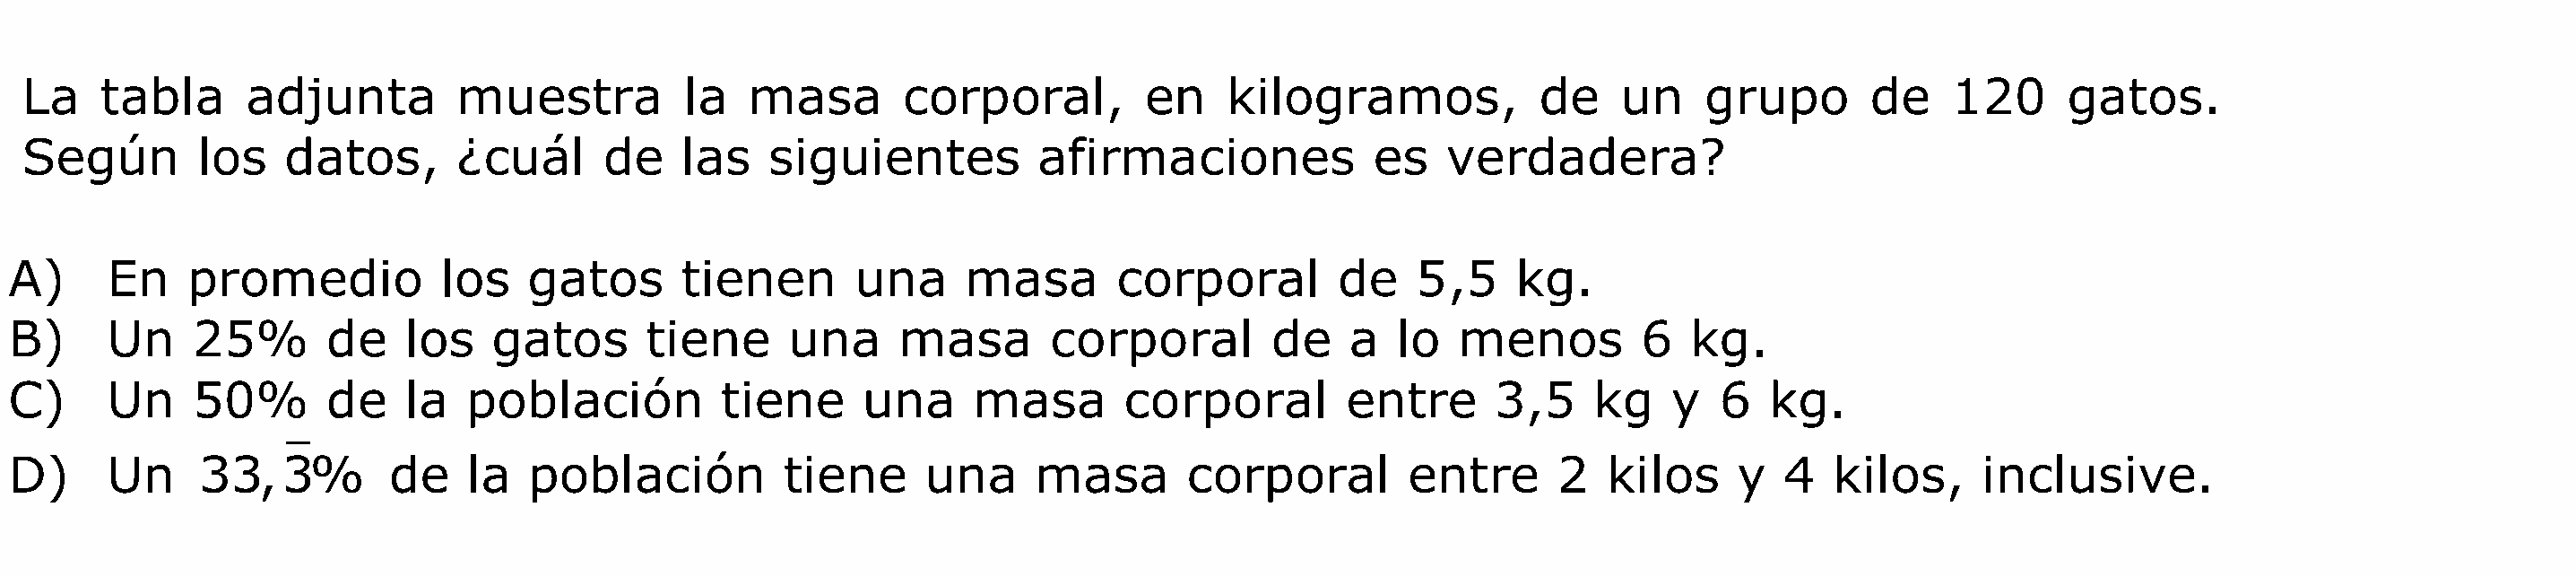 La tabla adjunta muestra la masa corporal, en kilogramos, de un grupo de 120 gatos.
Según los datos, ¿cuál de las siguientes afirmaciones es verdadera?
A) En promedio los gatos tienen una masa corporal de 5,5 kg.
B) Un 25% de los gatos tiene una masa corporal de a lo menos 6 kg.
C) Un 50% de la población tiene una masa corporal entre 3,5 kg y 6 kg.
D) Un 33,3̅% de la población tiene una masa corporal entre 2 kilos y 4 kilos, inclusive.